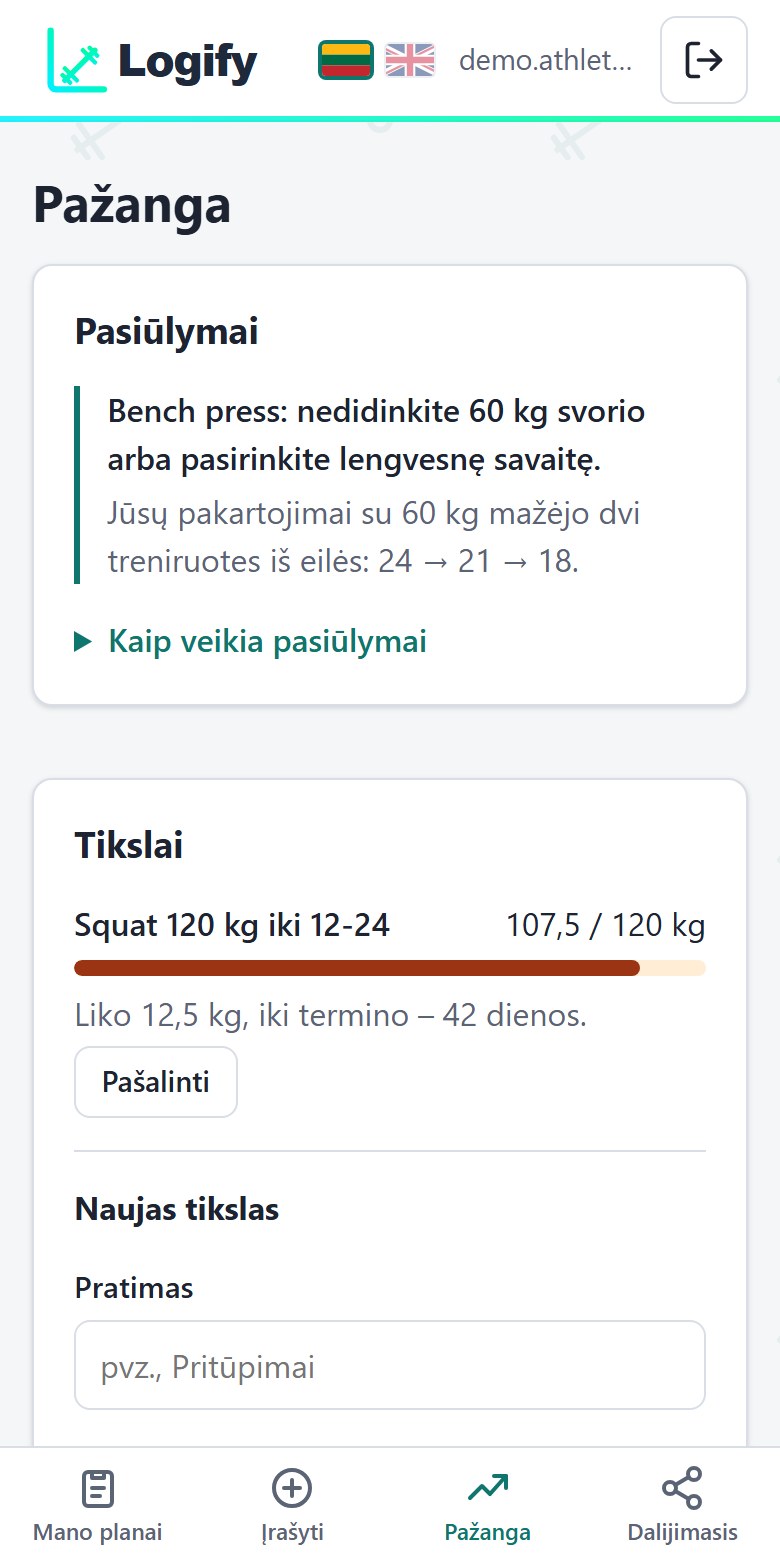 Logify
demo.athlet...
Pažanga
Pasiūlymai
Bench press: nedidinkite 60 kg svorio
arba pasirinkite lengvesnę savaitę.
Jūsų pakartojimai su 60 kg mažėjo dvi
treniruotes iš eilės: 24 → 21 → 18.
Kaip veikia pasiūlymai
Tikslai
Squat 120 kg iki 12-24
107,5 / 120 kg
Liko 12,5 kg, iki termino – 42 dienos.
Pašalinti
Naujas tikslas
Pratimas
pvz., Pritūpimai
Mano planai
Įrašyti
Pažanga
Dalijimasis